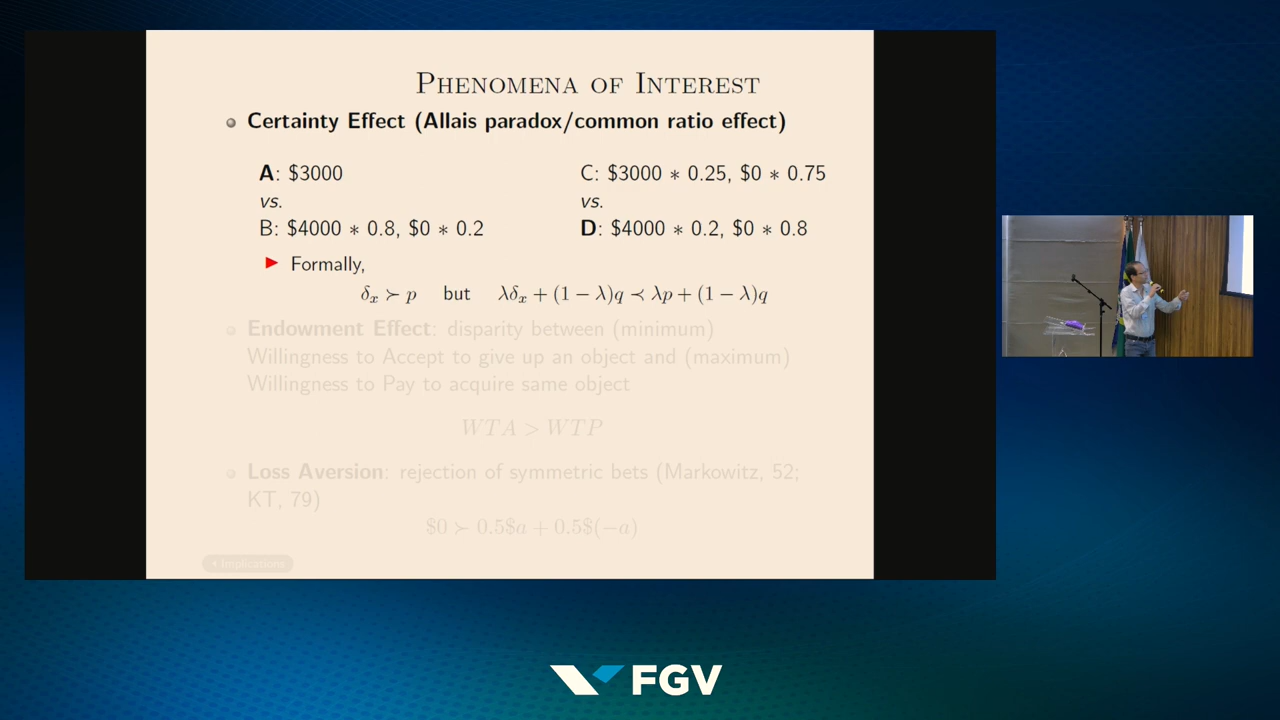 Phenomena of Interest
Certainty Effect (Allais paradox/common ratio effect)
A: $3000
vs.
B: $4000 ∗ 0.8, $0 ∗ 0.2
C: $3000 ∗ 0.25, $0 ∗ 0.75
vs.
D: $4000 ∗ 0.2, $0 ∗ 0.8
Formally,
δₓ ≻ p but λδₓ + (1 − λ)q ≺ λp + (1 − λ)q
Endowment Effect: disparity between (minimum)
Willingness to Accept to give up an object and (maximum)
Willingness to Pay to acquire same object
WTA > WTP
Loss Aversion: rejection of symmetric bets (Markowitz, 52;
KT, 79)
$0 ≻ 0.5$a + 0.5$(−a)
Implications
FGV